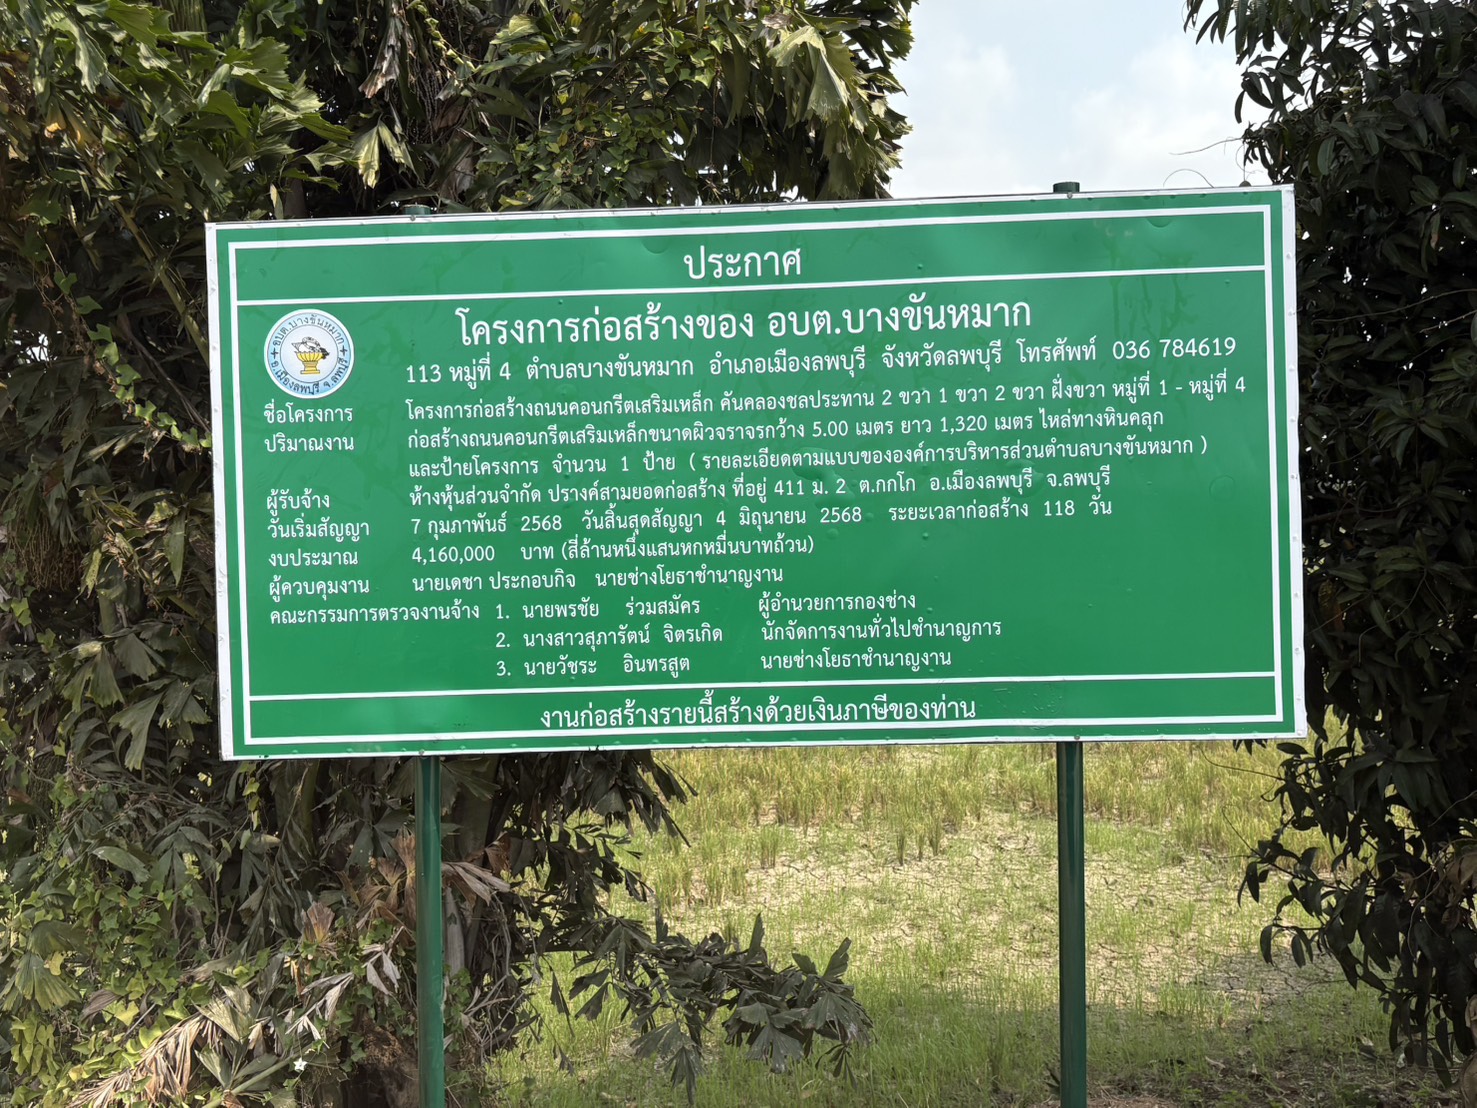 ประกาศ
โครงการก่อสร้างของ อบต.บางขันหมาก
113 หมู่ที่ 4 ตำบลบางขันหมาก อำเภอเมืองลพบุรี จังหวัดลพบุรี โทรศัพท์ 036 784619
อบต.บางขันหมาก
อ.เมืองลพบุรี จ.ลพบุรี
ชื่อโครงการ โครงการก่อสร้างถนนคอนกรีตเสริมเหล็ก คันคลองชลประทาน 2 ขวา 1 ขวา 2 ขวา ฝั่งขวา หมู่ที่ 1 - หมู่ที่ 4
ปริมาณงาน ก่อสร้างถนนคอนกรีตเสริมเหล็กขนาดผิวจราจรกว้าง 5.00 เมตร ยาว 1,320 เมตร ไหล่ทางหินคลุก
และป้ายโครงการ จำนวน 1 ป้าย ( รายละเอียดตามแบบขององค์การบริหารส่วนตำบลบางขันหมาก )
ผู้รับจ้าง ห้างหุ้นส่วนจำกัด ปรางค์สามยอดก่อสร้าง ที่อยู่ 411 ม. 2 ต.กกโก อ.เมืองลพบุรี จ.ลพบุรี
วันเริ่มสัญญา 7 กุมภาพันธ์ 2568 วันสิ้นสุดสัญญา 4 มิถุนายน 2568 ระยะเวลาก่อสร้าง 118 วัน
งบประมาณ 4,160,000 บาท (สี่ล้านหนึ่งแสนหกหมื่นบาทถ้วน)
ผู้ควบคุมงาน นายเดชา ประกอบกิจ นายช่างโยธาชำนาญงาน
คณะกรรมการตรวจงานจ้าง 1. นายพรชัย ร่วมสมัคร ผู้อำนวยการกองช่าง
2. นางสาวสุภารัตน์ จิตรเกิด นักจัดการงานทั่วไปชำนาญการ
3. นายวัชระ อินทรสูต นายช่างโยธาชำนาญงาน
งานก่อสร้างรายนี้สร้างด้วยเงินภาษีของท่าน